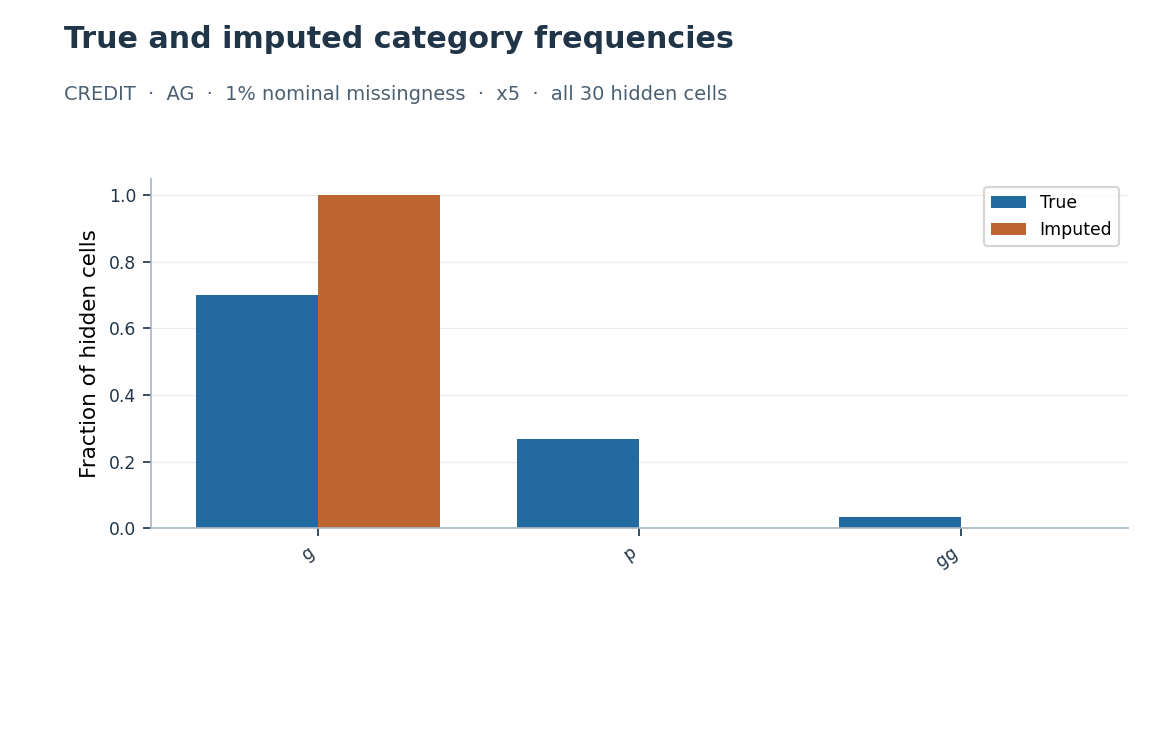 True and imputed category frequencies
CREDIT · AG · 1% nominal missingness · x5 · all 30 hidden cells
True
Imputed
Fraction of hidden cells
1.0
0.8
0.6
0.4
0.2
0.0
g
p
gg